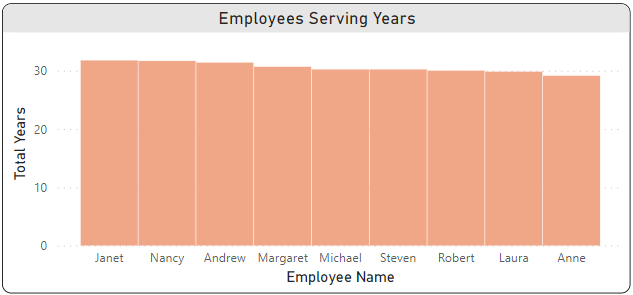 Employees Serving Years
Total Years
30
20
10
0
Janet Nancy Andrew Margaret Michael Steven Robert Laura Anne
Employee Name